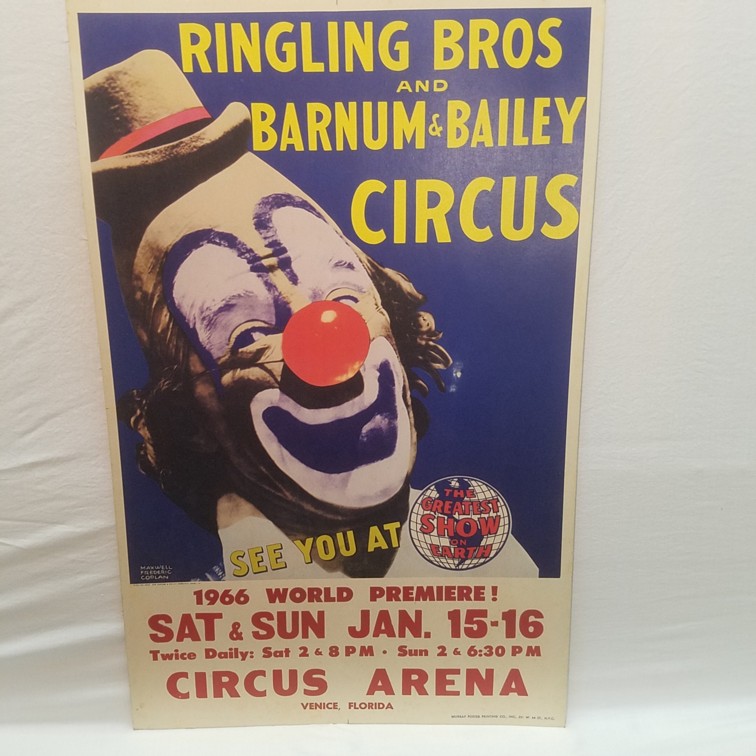 RINGLING BROS
AND
BARNUM & BAILEY
CIRCUS
SEE YOU AT
THE
GREATEST
SHOW
ON
EARTH
MAXWELL
FREDERIC
COPLAN
1966 WORLD PREMIERE!
SAT & SUN JAN. 15-16
Twice Daily: Sat 2 & 8 PM • Sun 2 & 6:30 PM
CIRCUS ARENA
VENICE, FLORIDA